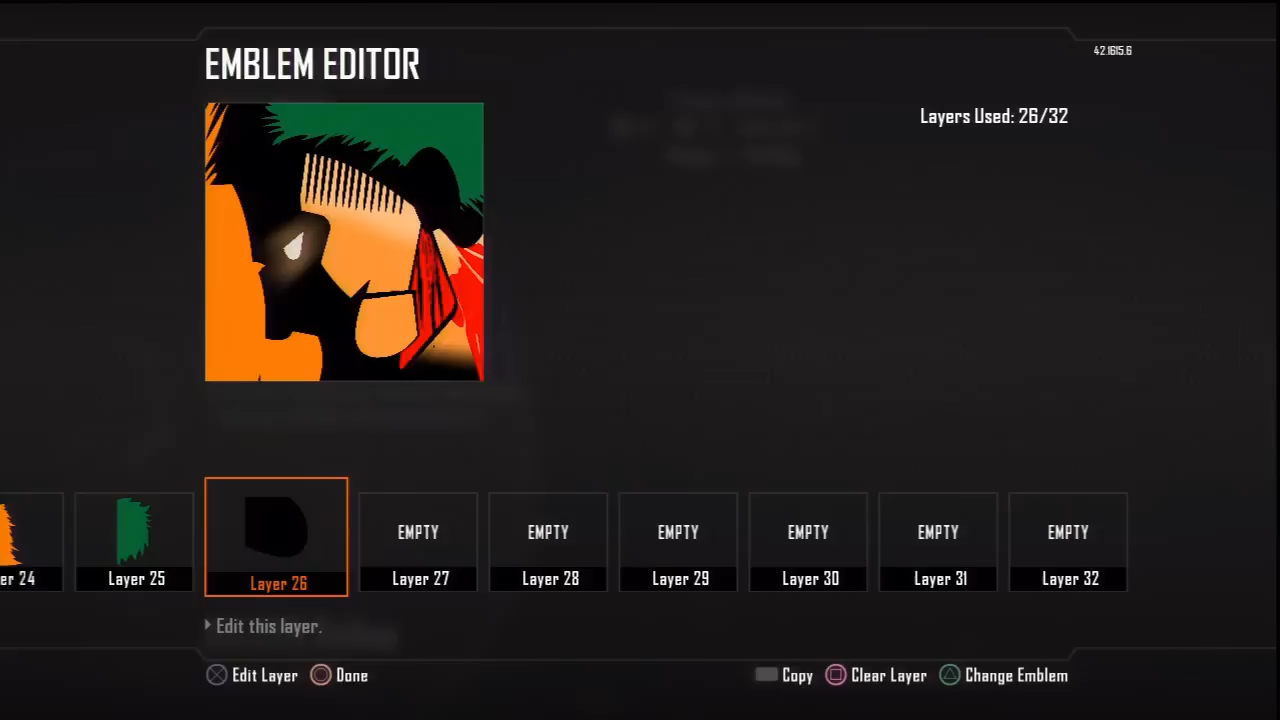 EMBLEM EDITOR
42.1615.6
Layers Used: 26/32
EMPTY EMPTY EMPTY EMPTY EMPTY EMPTY
er 24 Layer 25 Layer 26 Layer 27 Layer 28 Layer 29 Layer 30 Layer 31 Layer 32
Edit this layer.
Edit Layer Done Copy Clear Layer Change Emblem